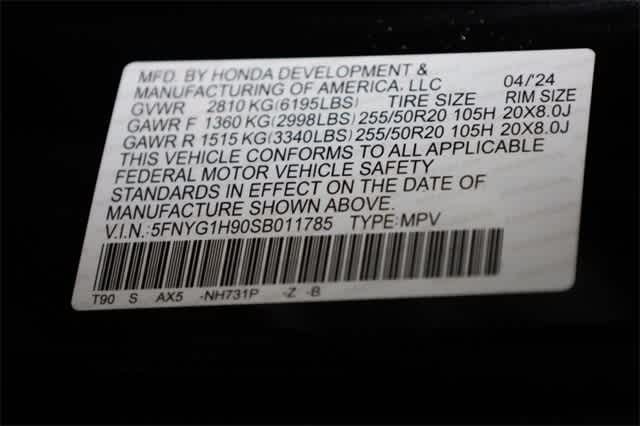 MFD. BY HONDA DEVELOPMENT &
MANUFACTURING OF AMERICA, LLC 04/'24
GVWR 2810 KG(6195LBS) TIRE SIZE RIM SIZE
GAWR F 1360 KG(2998LBS) 255/50R20 105H 20X8.0J
GAWR R 1515 KG(3340LBS) 255/50R20 105H 20X8.0J
THIS VEHICLE CONFORMS TO ALL APPLICABLE
FEDERAL MOTOR VEHICLE SAFETY
STANDARDS IN EFFECT ON THE DATE OF
MANUFACTURE SHOWN ABOVE.
V.I.N.:5FNYG1H90SB011785 TYPE:MPV
T90 S AX5 -NH731P -Z -B